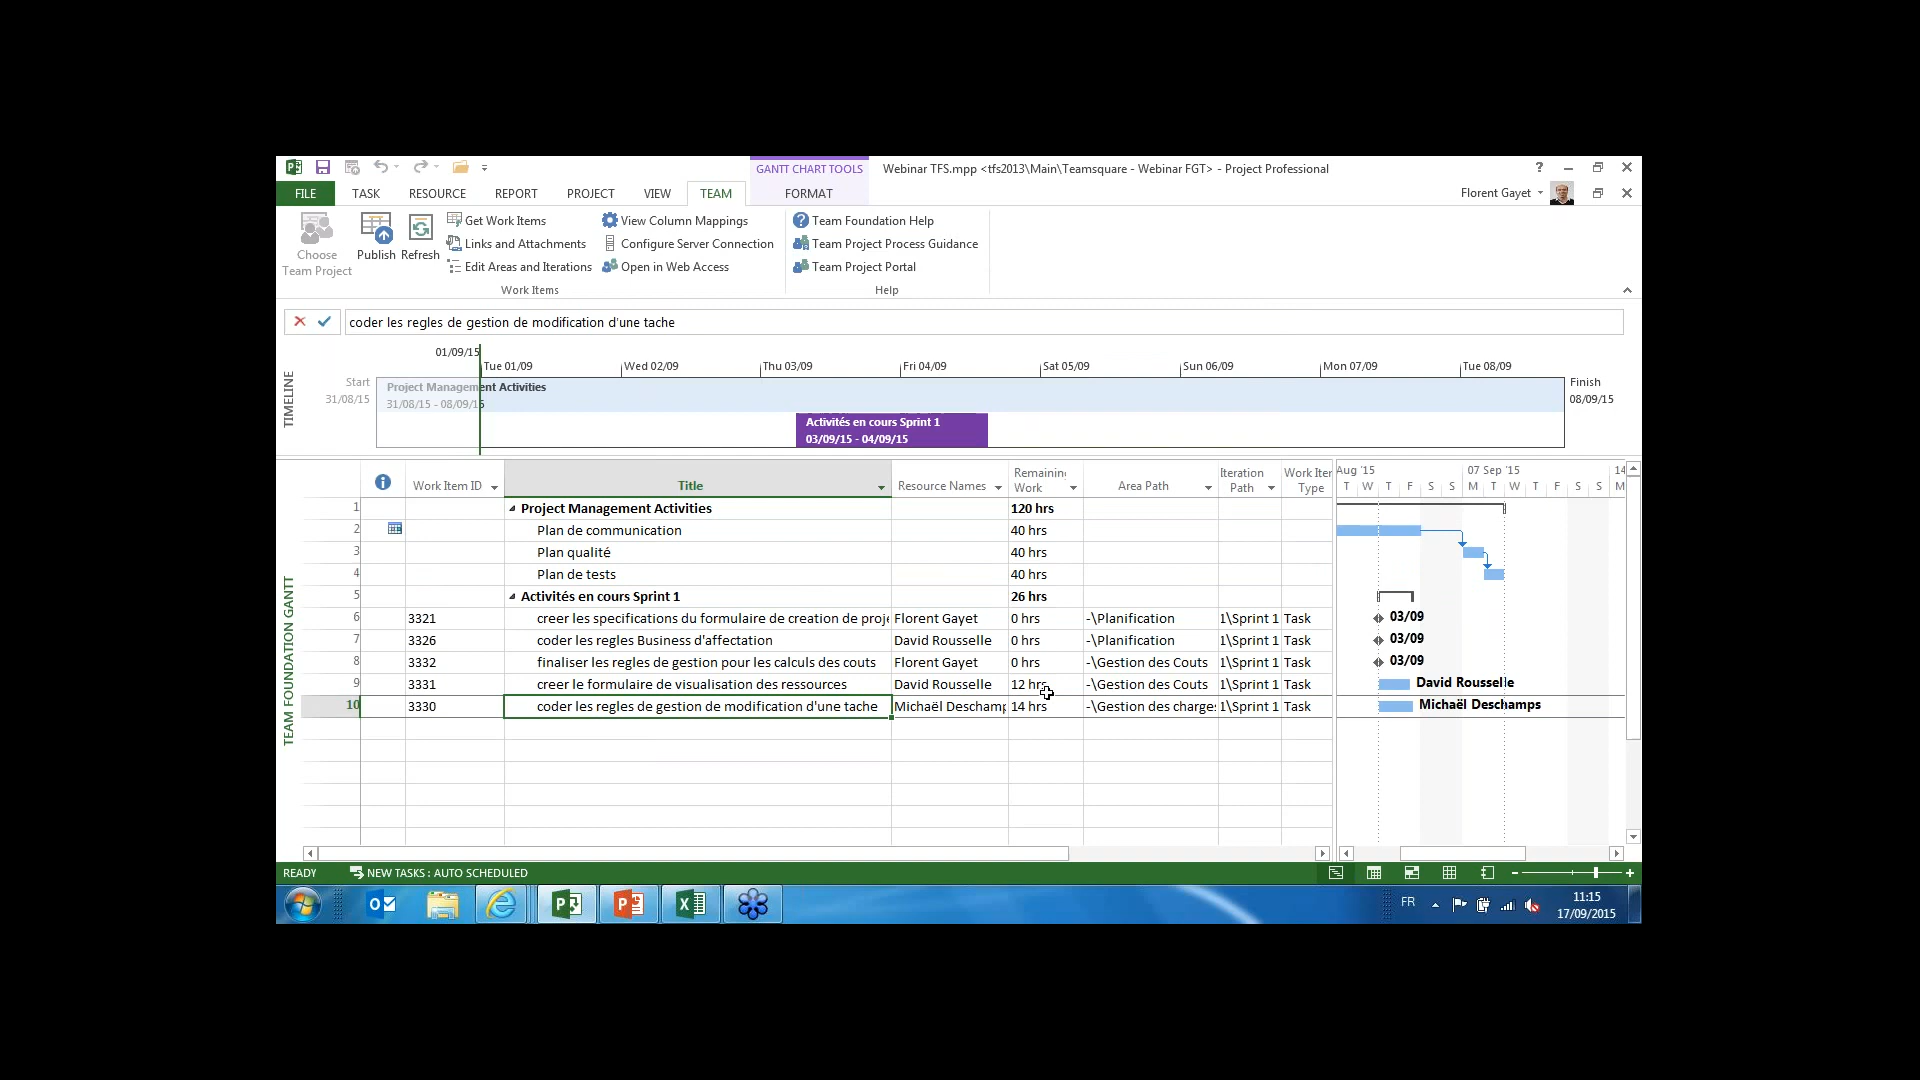 GANTT CHART TOOLS
Webinar TFS.mpp <tfs2013\Main\Teamsquare - Webinar FGT> - Project Professional
?
FILE TASK RESOURCE REPORT PROJECT VIEW TEAM FORMAT
Florent Gayet
Choose
Team Project
Publish
Refresh
Get Work Items
Links and Attachments
Edit Areas and Iterations
View Column Mappings
Configure Server Connection
Open in Web Access
Work Items
Team Foundation Help
Team Project Process Guidance
Team Project Portal
Help
coder les regles de gestion de modification d'une tache
TIMELINE
01/09/15
Tue 01/09 Wed 02/09 Thu 03/09 Fri 04/09 Sat 05/09 Sun 06/09 Mon 07/09 Tue 08/09
Start
31/08/15
Project Management Activities
31/08/15 - 08/09/15
Activités en cours Sprint 1
03/09/15 - 04/09/15
Finish
08/09/15
TEAM FOUNDATION GANTT
Work Item ID Title Resource Names Remainin Work Area Path Iteration Path Work Iter Type
Aug '15 07 Sep '15 14
T W T F S S M T W T F S S M
1 Project Management Activities 120 hrs
2 Plan de communication 40 hrs
3 Plan qualité 40 hrs
4 Plan de tests 40 hrs
5 Activités en cours Sprint 1 26 hrs
6 3321 creer les specifications du formulaire de creation de proje Florent Gayet 0 hrs -\Planification 1\Sprint 1 Task 03/09
7 3326 coder les regles Business d'affectation David Rousselle 0 hrs -\Planification 1\Sprint 1 Task 03/09
8 3332 finaliser les regles de gestion pour les calculs des couts Florent Gayet 0 hrs -\Gestion des Couts 1\Sprint 1 Task 03/09
9 3331 creer le formulaire de visualisation des ressources David Rousselle 12 hrs -\Gestion des Couts 1\Sprint 1 Task David Rousselle
10 3330 coder les regles de gestion de modification d'une tache Michaël Deschamp 14 hrs -\Gestion des charges 1\Sprint 1 Task Michaël Deschamps
READY NEW TASKS : AUTO SCHEDULED
FR
11:15
17/09/2015